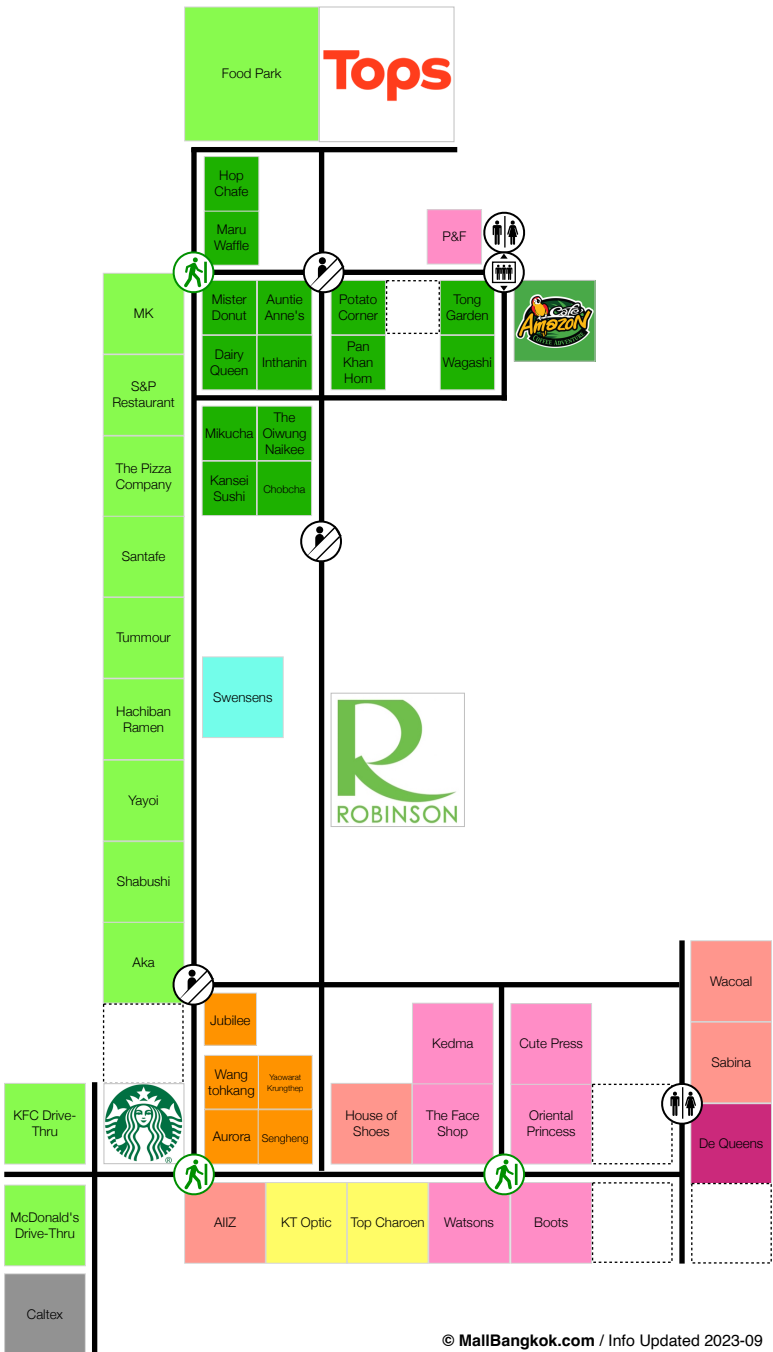 Food Park
Tops
Hop
Chafe
Maru
Waffle
P&F
MK
Mister
Donut
Auntie
Anne's
Potato
Corner
Tong
Garden
Café
Amazon
COFFEE ADVENTURE
Dairy
Queen
Inthanin
Pan
Khan
Horn
Wagashi
S&P
Restaurant
Mikucha
The
Oiwung
Naikee
The Pizza
Company
Kansei
Sushi
Chobcha
Santafe
Tummour
Swensens
Hachiban
Ramen
R
ROBINSON
Yayoi
Shabushi
Aka
Wacoal
Jubilee
Kedma
Cute Press
Sabina
Wang
tohkang
Yaowarat
Krungthep
KFC Drive-
Thru
®
Aurora
Sengheng
House of
Shoes
The Face
Shop
Oriental
Princess
De Queens
McDonald's
Drive-Thru
AIIZ
KT Optic
Top Charoen
Watsons
Boots
Caltex
© MallBangkok.com / Info Updated 2023-09